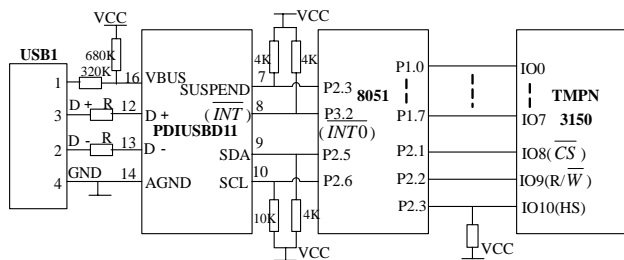 VCC VCC
USB1 680K 4K 4K
320K
1 16 VBUS SUSPEND 7 P2.3 8051 P1.0 IO0
3 D + R 12 D+ (INT) 8 P3.2 P1.7 IO7 TMPN 3150
PDIUSBD11 (INT0)
2 D - R 13 D - SDA 9 P2.5 P2.1 IO8(CS)
4 GND 14 AGND SCL 10 P2.6 P2.2 IO9(R/W)
10K 4K P2.3 IO10(HS)
VCC VCC